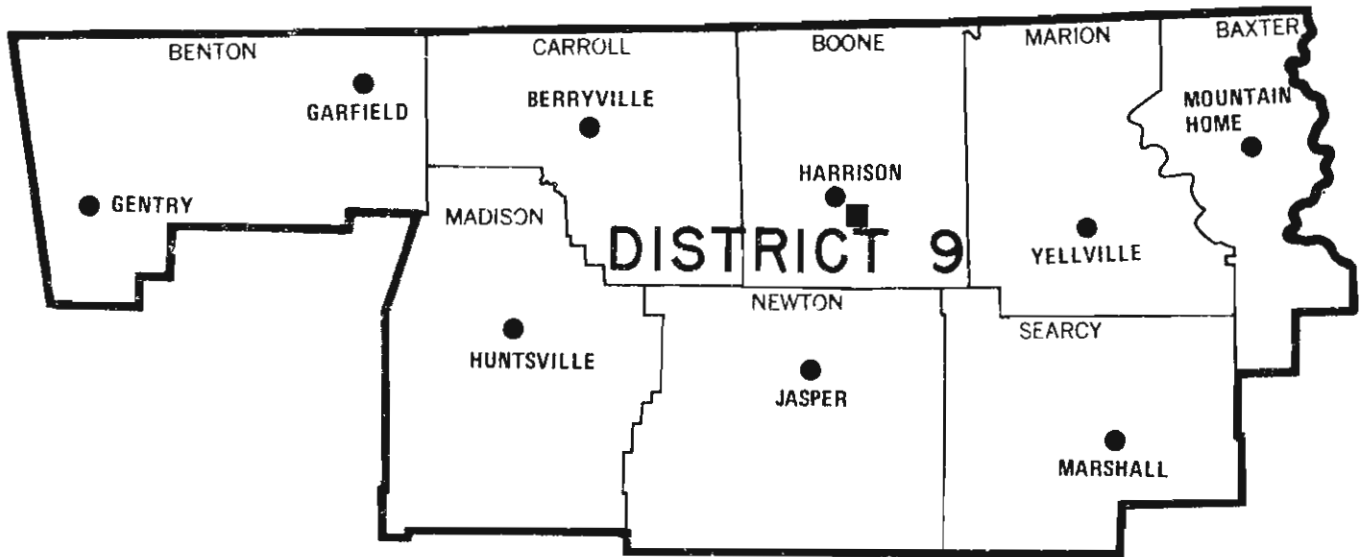 BENTON
CARROLL
BOONE
MARION
BAXTER
GARFIELD
BERRYVILLE
MOUNTAIN
HOME
GENTRY
MADISON
HARRISON
YELLVILLE
DISTRICT 9
NEWTON
SEARCY
HUNTSVILLE
JASPER
MARSHALL